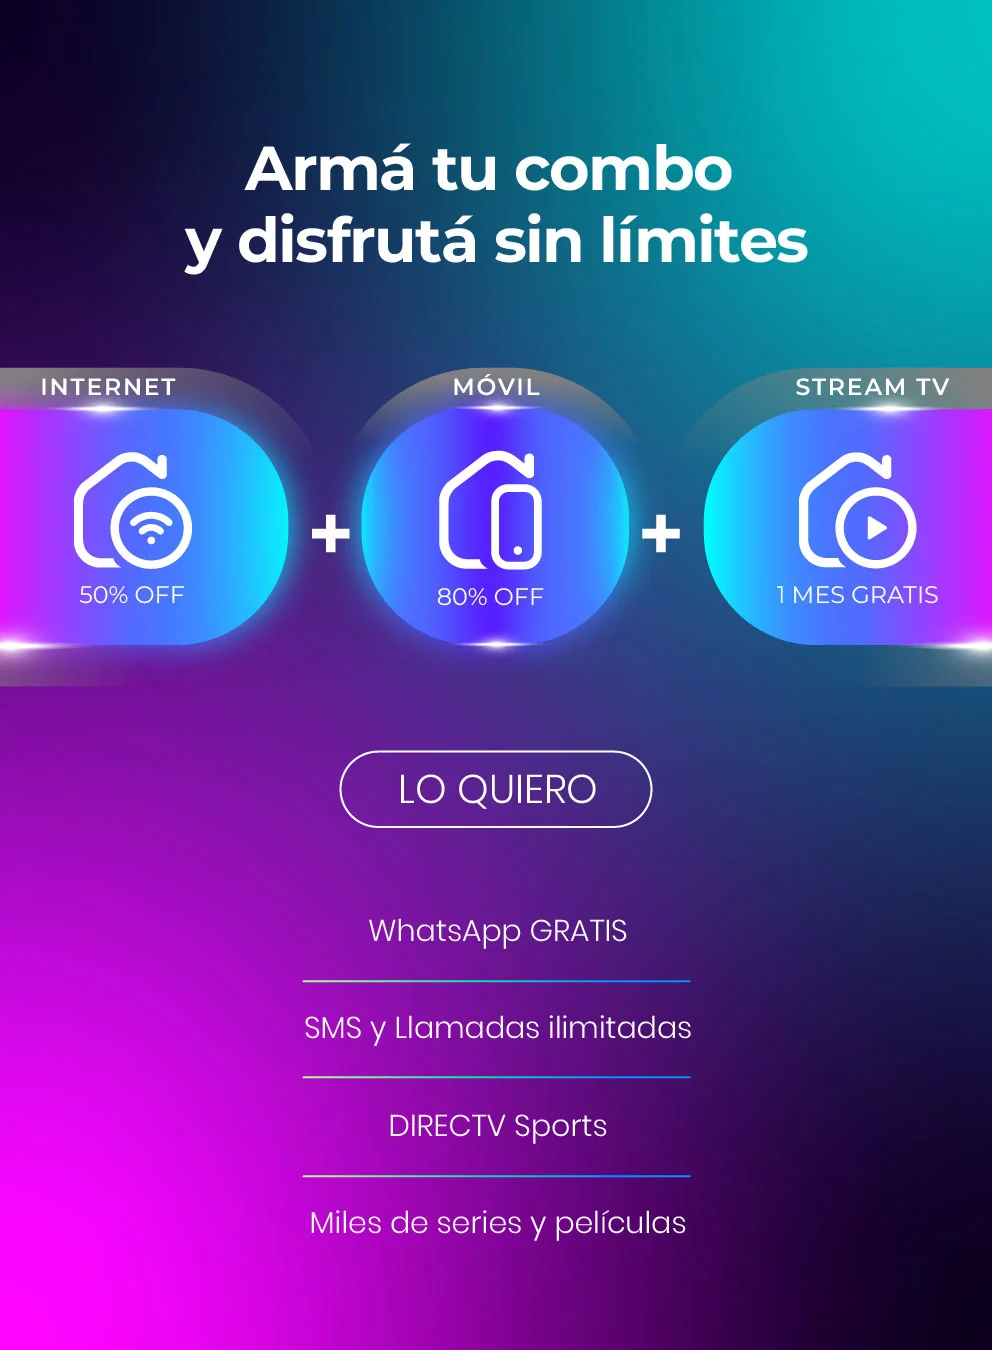 Armá tu combo
y disfrutá sin límites
INTERNET
MÓVIL
STREAM TV
50% OFF
+
80% OFF
+
1 MES GRATIS
LO QUIERO
WhatsApp GRATIS
SMS y Llamadas ilimitadas
DIRECTV Sports
Miles de series y películas